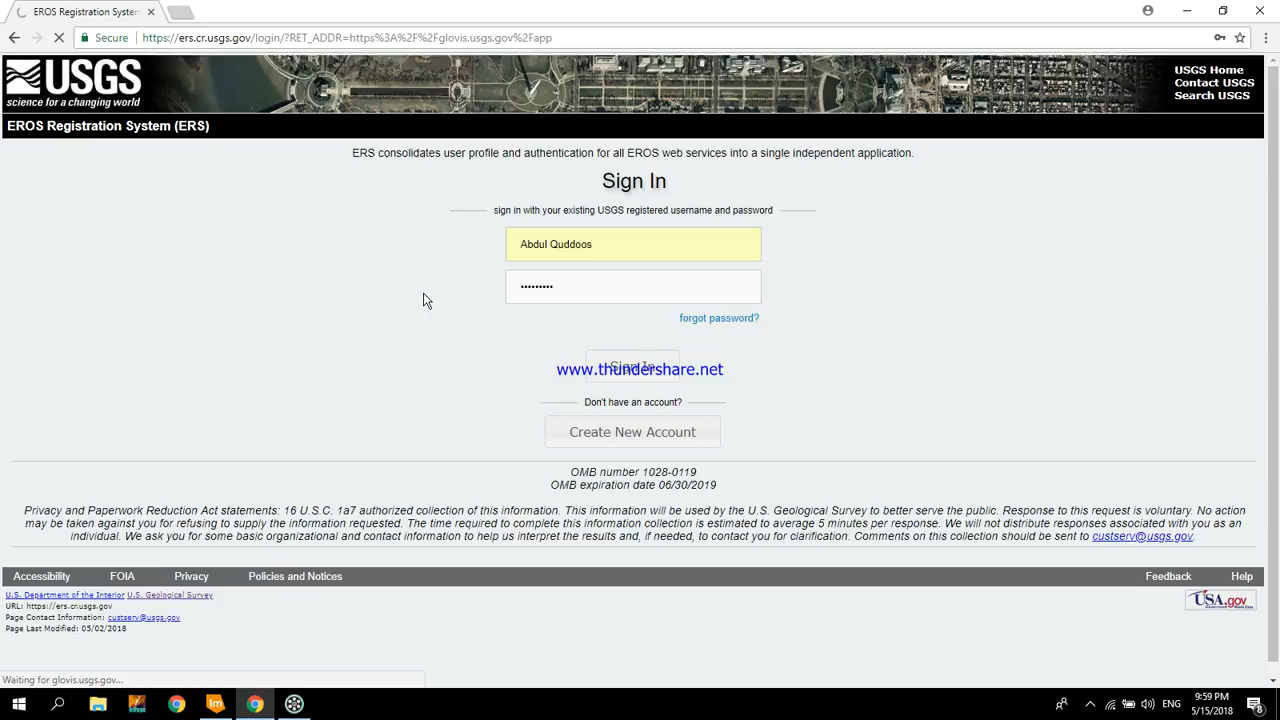 EROS Registration System
Secure
https://ers.cr.usgs.gov/login/?RET_ADDR=https%3A%2F%2Fglovis.usgs.gov%2Fapp
USGS
science for a changing world
USGS Home
Contact USGS
Search USGS
EROS Registration System (ERS)
ERS consolidates user profile and authentication for all EROS web services into a single independent application.
Sign In
sign in with your existing USGS registered username and password
Abdul Quddoos
•••••••••
forgot password?
Sign In
www.thundershare.net
Don't have an account?
Create New Account
OMB number 1028-0119
OMB expiration date 06/30/2019
Privacy and Paperwork Reduction Act statements: 16 U.S.C. 1a7 authorized collection of this information. This information will be used by the U.S. Geological Survey to better serve the public. Response to this request is voluntary. No action
may be taken against you for refusing to supply the information requested. The time required to complete this information collection is estimated to average 5 minutes per response. We will not distribute responses associated with you as an
individual. We ask you for some basic organizational and contact information to help us interpret the results and, if needed, to contact you for clarification. Comments on this collection should be sent to custserv@usgs.gov.
Accessibility FOIA Privacy Policies and Notices Feedback Help
U.S. Department of the Interior U.S. Geological Survey
URL: https://ers.cr.usgs.gov
Page Contact Information: custserv@usgs.gov
Page Last Modified: 05/02/2018
USA.gov
Waiting for glovis.usgs.gov...
ENG
9:59 PM
5/15/2018